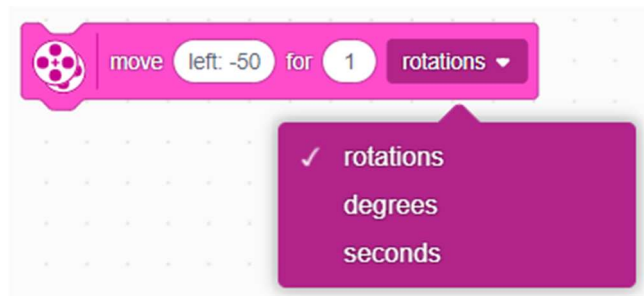 move left: -50 for 1 rotations
rotations
degrees
seconds